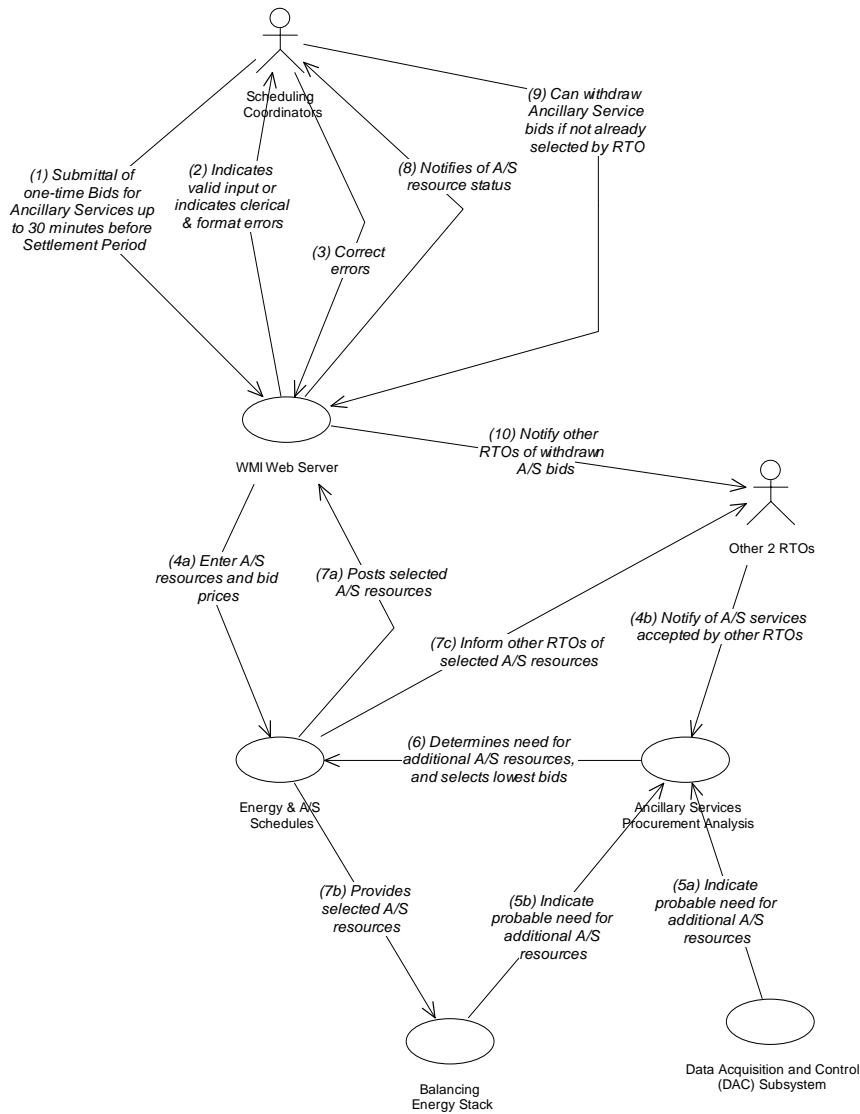 Scheduling
Coordinators
(1) Submittal of
one-time Bids for
Ancillary Services up
to 30 minutes before
Settlement Period
(2) Indicates
valid input or
indicates clerical
& format errors
(3) Correct
errors
(8) Notifies of A/S
resource status
(9) Can withdraw
Ancillary Service
bids if not already
selected by RTO
WMI Web Server
(10) Notify other
RTOs of withdrawn
A/S bids
Other 2 RTOs
(4a) Enter A/S
resources and bid
prices
(7a) Posts selected
A/S resources
(7c) Inform other RTOs of
selected A/S resources
(4b) Notify of A/S services
accepted by other RTOs
(6) Determines need for
additional A/S resources,
and selects lowest bids
Energy & A/S
Schedules
Ancillary Services
Procurement Analysis
(7b) Provides
selected A/S
resources
(5b) Indicate
probable need for
additional A/S
resources
(5a) Indicate
probable need for
additional A/S
resources
Balancing
Energy Stack
Data Acquisition and Control
(DAC) Subsystem